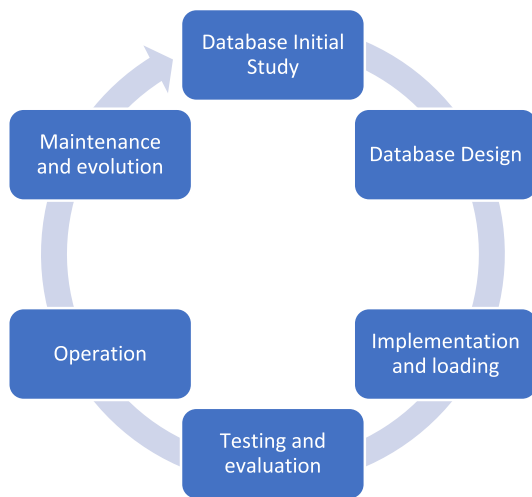 Database Initial
Study
Database Design
Implementation
and loading
Testing and
evaluation
Operation
Maintenance
and evolution